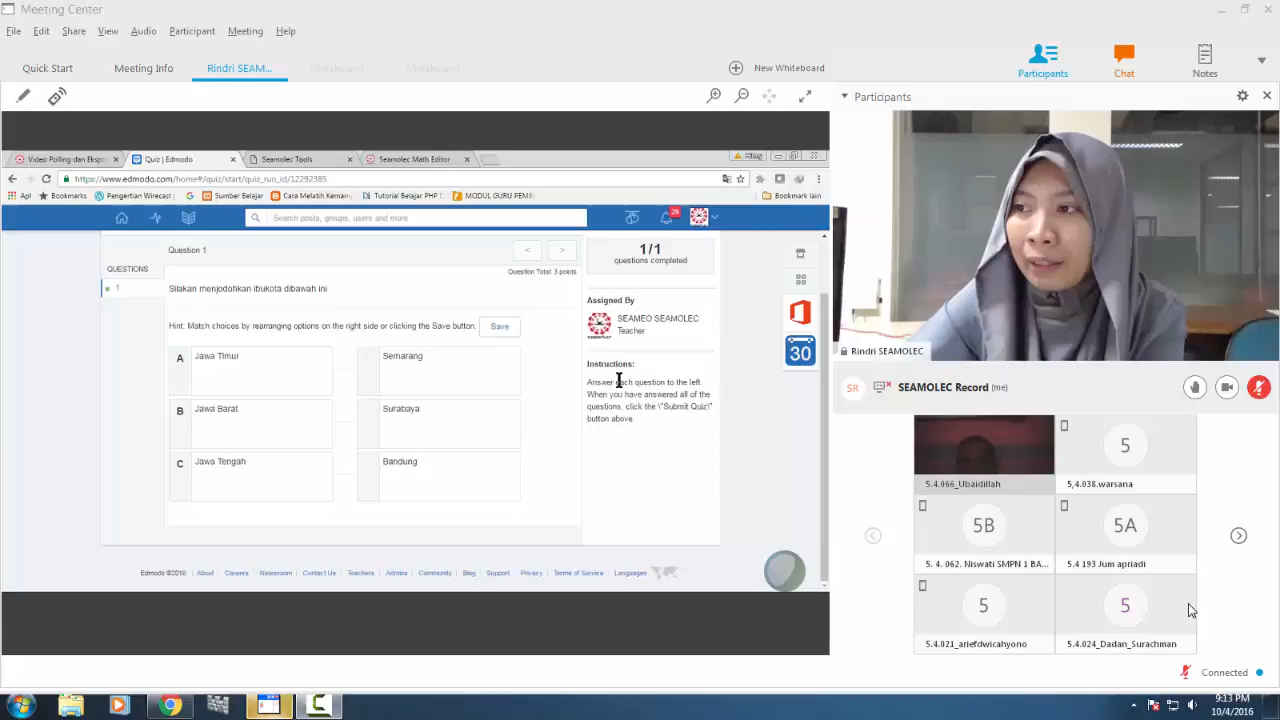 Meeting Center
File Edit Share View Audio Participant Meeting Help
Quick Start Meeting Info Rindri SEAM... Whiteboard Whiteboard New Whiteboard
Participants Chat Notes
Participants
Video Polling dan Ekspo Quiz | Edmodo Seamolec Tools Seamolec Math Editor
https://www.edmodo.com/home#/quiz/start/quiz_run_id/12292385
Apl Bookmarks Pengertian Wirecast G Sumber Belajar Cara Melatih Keman Tutorial Belajar PHP MODUL GURU PEMB Bookmark lain
Search posts, groups, users and more
29
Question 1 < >
QUESTIONS
Question Total: 3 points
1
Silakan menjodohkan ibukota dibawah ini
Hint: Match choices by rearranging options on the right side or clicking the Save button. Save
A Jawa Timur Semarang
B Jawa Barat Surabaya
C Jawa Tengah Bandung
1/1
questions completed
Assigned By
SEAMEO SEAMOLEC
Teacher
Instructions:
Answer each question to the left.
When you have answered all of the
questions, click the \"Submit Quiz\"
button above.
30
Edmodo ©2016 About Careers Newsroom Contact Us Teachers Admins Community Blog Support Privacy Terms of Service Languages
Rindri SEAMOLEC
SR SEAMOLEC Record (me)
5.4.066_Ubaidillah
5
5,4.038.warsana
5B
5. 4. 062. Niswati SMPN 1 BA...
5A
5.4 193 Jum apriadi
5
5.4.021_ariefdwicahyono
5
5.4.024_Dadan_Surachman
Connected
9:13 PM
10/4/2016